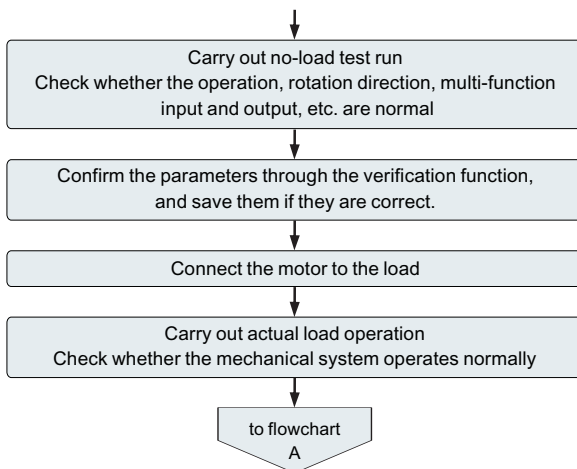 Carry out no-load test run
Check whether the operation, rotation direction, multi-function
input and output, etc. are normal
Confirm the parameters through the verification function,
and save them if they are correct.
Connect the motor to the load
Carry out actual load operation
Check whether the mechanical system operates normally
to flowchart
A